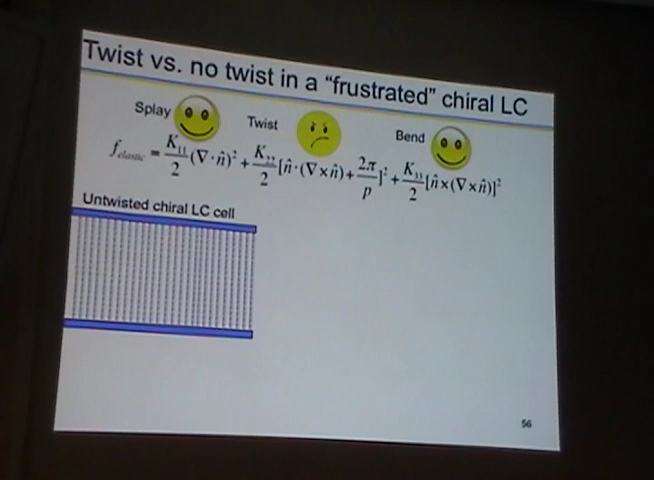 Twist vs. no twist in a "frustrated" chiral LC
Splay Twist Bend
f_elastic = K₁₁/2 (∇·n̂)² + K₂₂/2 [n̂·(∇×n̂)+ 2π/p]² + K₃₃/2 [n̂×(∇×n̂)]²
Untwisted chiral LC cell
56